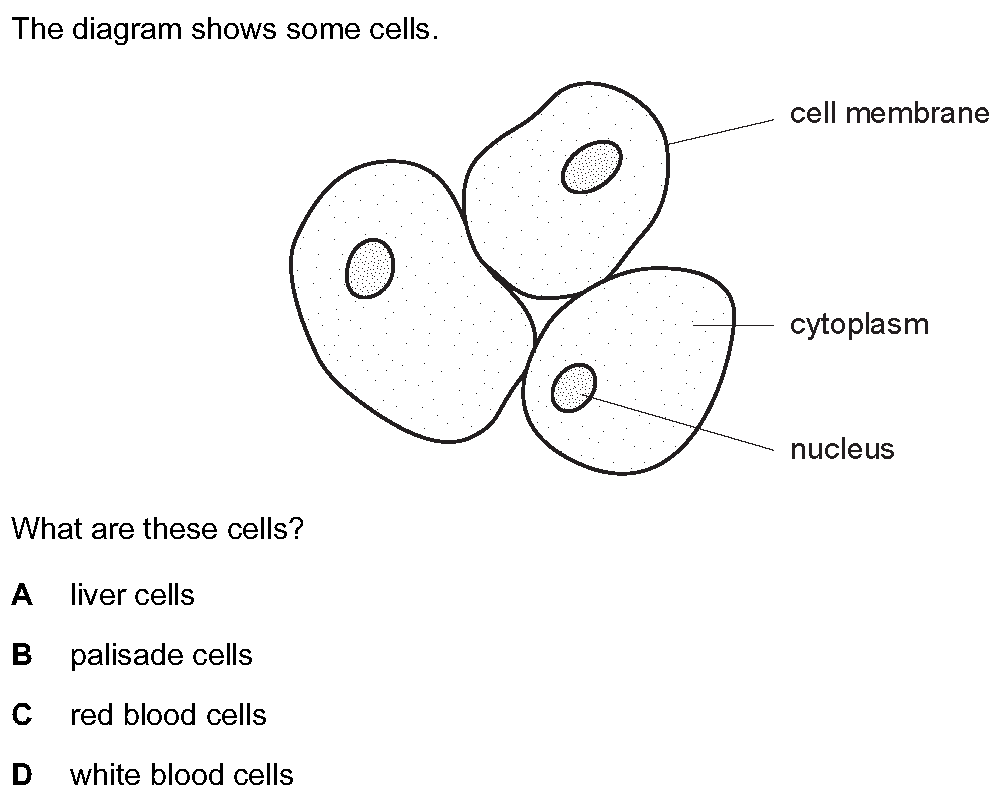 The diagram shows some cells.
cell membrane
cytoplasm
nucleus
What are these cells?
A liver cells
B palisade cells
C red blood cells
D white blood cells